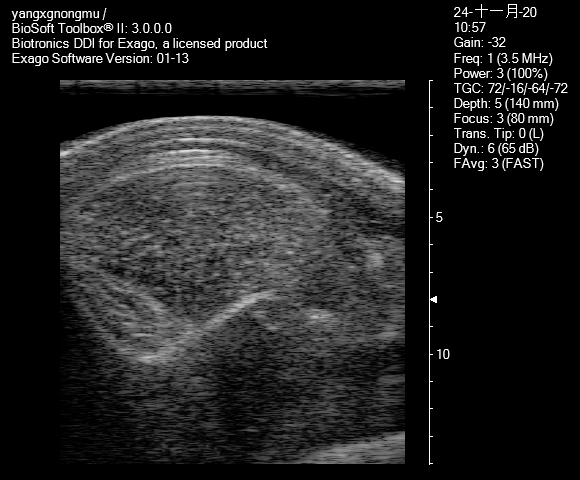 yangxgnongmu /
BioSoft Toolbox® II: 3.0.0.0
Biotronics DDI for Exago, a licensed product
Exago Software Version: 01-13
24-十一月-20
10:57
Gain: -32
Freq: 1 (3.5 MHz)
Power: 3 (100%)
TGC: 72/-16/-64/-72
Depth: 5 (140 mm)
Focus: 3 (80 mm)
Trans. Tip: 0 (L)
Dyn.: 6 (65 dB)
FAvg: 3 (FAST)
5
10